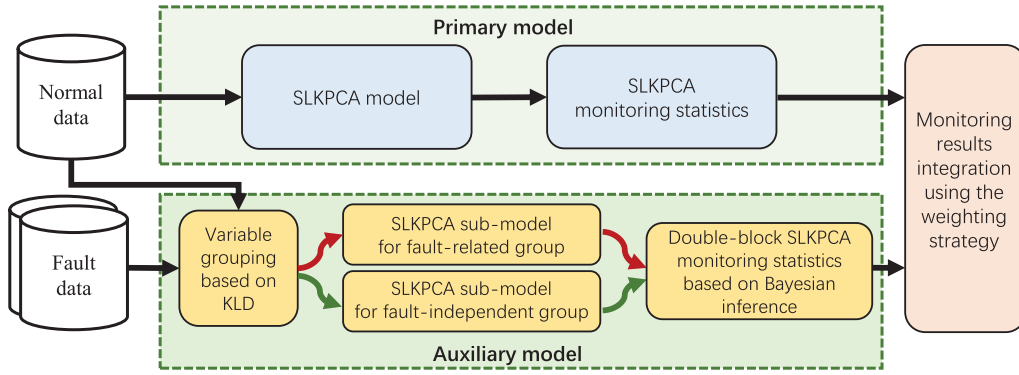 Primary model
Normal
data
SLKPCA model
SLKPCA
monitoring statistics
Monitoring
results
integration
using the
weighting
strategy
Fault
data
Variable
grouping
based on
KLD
SLKPCA sub-model
for fault-related group
SLKPCA sub-model
for fault-independent group
Double-block SLKPCA
monitoring statistics
based on Bayesian
inference
Auxiliary model